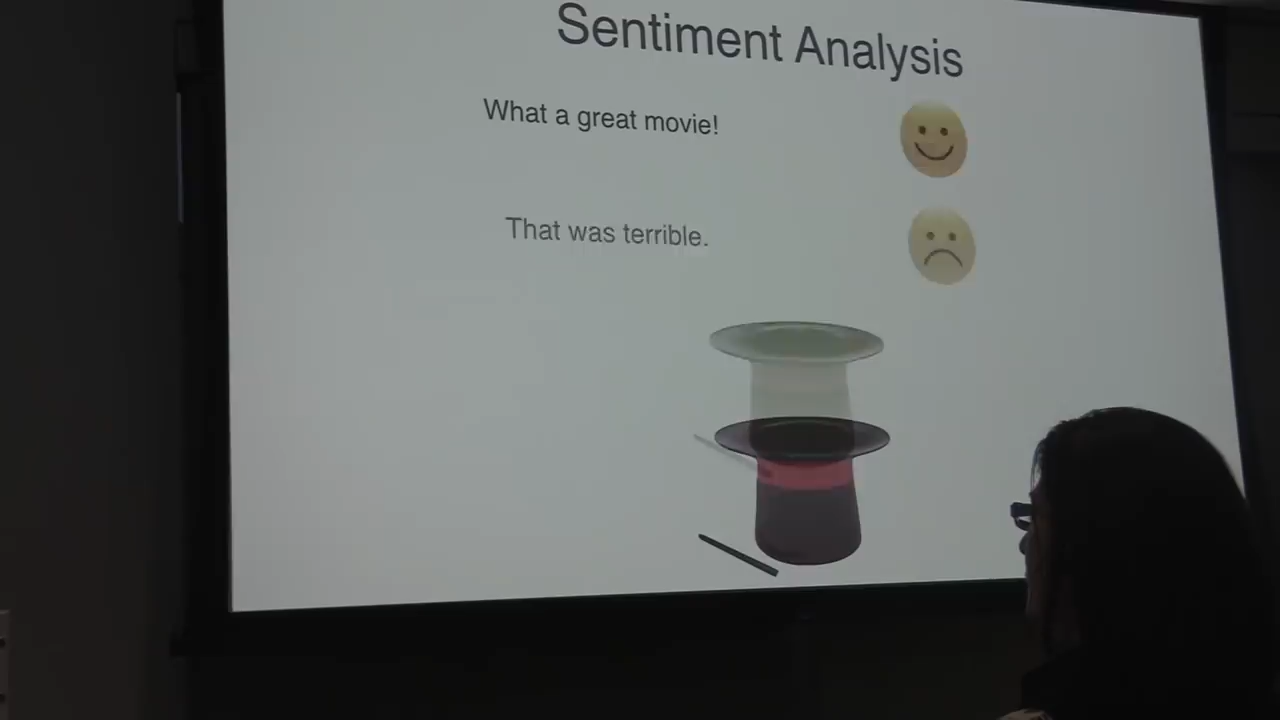 Sentiment Analysis
What a great movie!
That was terrible.